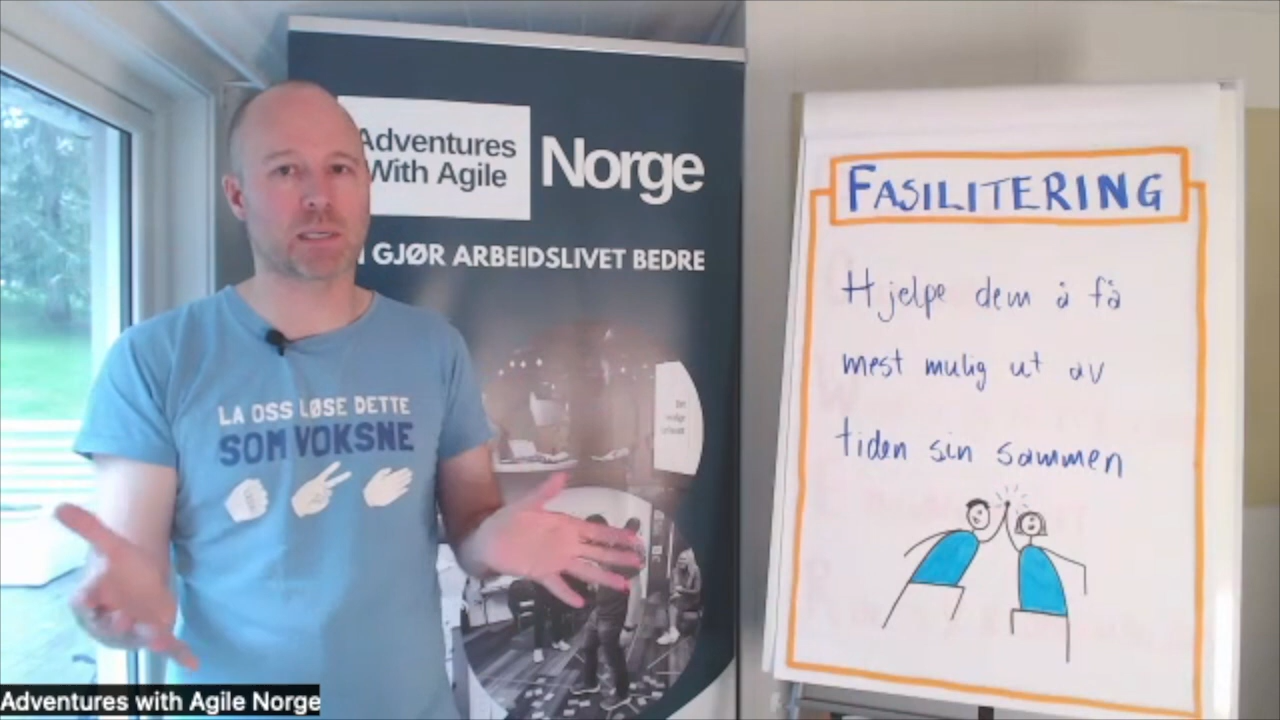 Adventures
With Agile
Norge
GJØR ARBEIDSLIVET BEDRE
LA OSS LØSE DETTE
SOM VOKSNE
FASILITERING
Hjelpe dem å få
mest mulig ut av
tiden sin sammen
Adventures with Agile Norge